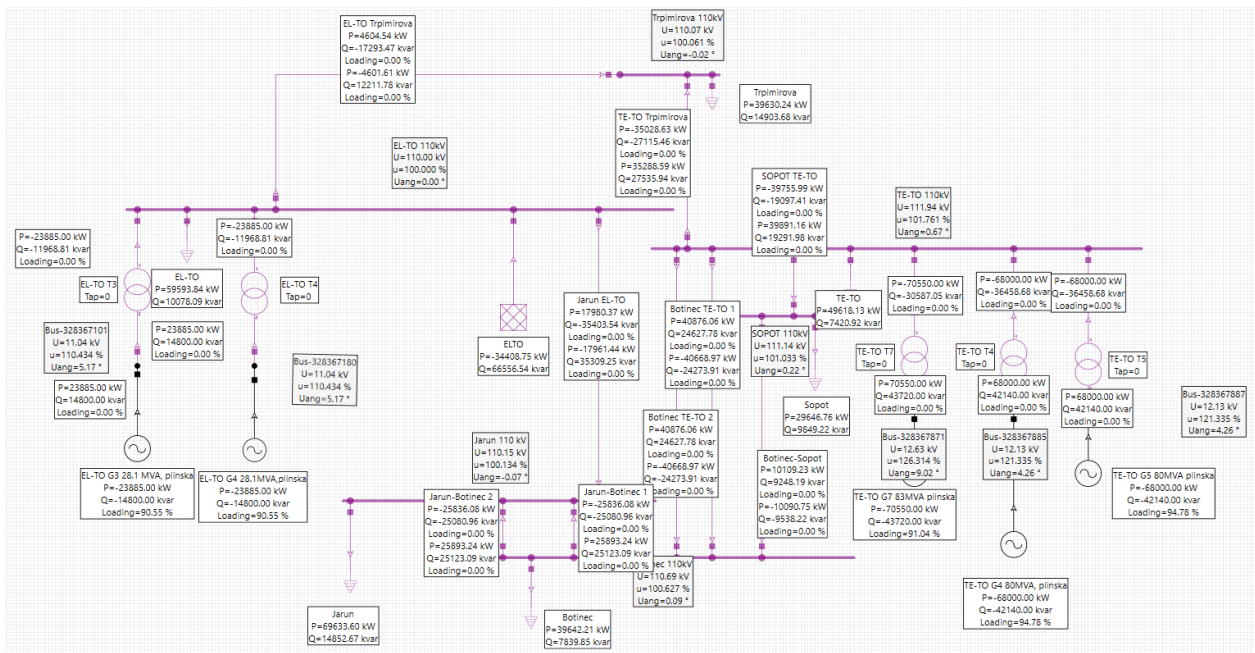 EL-TO Trpimirova
P=4604.54 kW
Q=-17293.47 kvar
Loading=0.00 %
P=-4601.61 kW
Q=12211.78 kvar
Loading=0.00 %
Trpimirova 110kV
U=110.07 kV
u=100.061 %
Uang=-0.02 °
Trpimirova
P=39630.24 kW
Q=14903.68 kvar
TE-TO Trpimirova
P=-35028.63 kW
Q=-27115.46 kvar
Loading=0.00 %
P=35288.59 kW
Q=27535.94 kvar
Loading=0.00 %
EL-TO 110kV
U=110.00 kV
u=100.000 %
Uang=0.00 °
SOPOT TE-TO
P=-39755.99 kW
Q=-19097.41 kvar
Loading=0.00 %
P=39891.16 kW
Q=19291.98 kvar
Loading=0.00 %
TE-TO 110kV
U=111.94 kV
u=101.761 %
Uang=0.67 °
P=-23885.00 kW
Q=-11968.81 kvar
Loading=0.00 %
P=-23885.00 kW
Q=-11968.81 kvar
Loading=0.00 %
EL-TO T3
Tap=0
EL-TO
P=59593.84 kW
Q=10078.09 kvar
EL-TO T4
Tap=0
Jarun EL-TO
P=17980.37 kW
Q=-35403.54 kvar
Loading=0.00 %
P=-17961.44 kW
Q=35309.25 kvar
Loading=0.00 %
Botinec TE-TO 1
P=40876.06 kW
Q=24627.78 kvar
Loading=0.00 %
P=-40668.97 kW
Q=-24273.91 kvar
Loading=0.00 %
TE-TO
P=49618.13 kW
Q=7420.92 kvar
P=-70550.00 kW
Q=-30587.05 kvar
Loading=0.00 %
P=-68000.00 kW
Q=-36458.68 kvar
Loading=0.00 %
P=-68000.00 kW
Q=-36458.68 kvar
Loading=0.00 %
Bus-328367101
U=11.04 kV
u=110.434 %
Uang=5.17 °
P=23885.00 kW
Q=14800.00 kvar
Loading=0.00 %
Bus-328367180
U=11.04 kV
u=110.434 %
Uang=5.17 °
ELTO
P=-34408.75 kW
Q=66556.54 kvar
SOPOT 110kV
U=111.14 kV
u=101.033 %
Uang=0.22 °
TE-TO T7
Tap=0
TE-TO T4
Tap=0
TE-TO T5
Tap=0
P=23885.00 kW
Q=14800.00 kvar
Loading=0.00 %
P=70550.00 kW
Q=43720.00 kvar
Loading=0.00 %
P=68000.00 kW
Q=42140.00 kvar
Loading=0.00 %
P=68000.00 kW
Q=42140.00 kvar
Loading=0.00 %
Bus-328367887
U=12.13 kV
u=121.335 %
Uang=4.26 °
Sopot
P=29646.76 kW
Q=9849.22 kvar
Botinec TE-TO 2
P=40876.06 kW
Q=24627.78 kvar
Loading=0.00 %
P=-40668.97 kW
Q=-24273.91 kvar
Loading=0.00 %
Jarun 110 kV
U=110.15 kV
u=100.134 %
Uang=-0.07 °
Bus-328367871
U=12.63 kV
u=126.314 %
Uang=9.02 °
Bus-328367885
U=12.13 kV
u=121.335 %
Uang=4.26 °
Botinec-Sopot
P=10109.23 kW
Q=9248.19 kvar
Loading=0.00 %
P=-10090.75 kW
Q=-9538.22 kvar
Loading=0.00 %
EL-TO G3 28.1 MVA, plinska
P=-23885.00 kW
Q=-14800.00 kvar
Loading=90.55 %
EL-TO G4 28.1MVA,plinska
P=-23885.00 kW
Q=-14800.00 kvar
Loading=90.55 %
TE-TO G5 80MVA plinska
P=-68000.00 kW
Q=-42140.00 kvar
Loading=94.78 %
Jarun-Botinec 2
P=-25836.08 kW
Q=-25080.96 kvar
Loading=0.00 %
P=25893.24 kW
Q=25123.09 kvar
Loading=0.00 %
Jarun-Botinec 1
P=-25836.08 kW
Q=-25080.96 kvar
Loading=0.00 %
P=25893.24 kW
Q=25123.09 kvar
Loading=0.00 %
TE-TO G7 83MVA plinska
P=-70550.00 kW
Q=-43720.00 kvar
Loading=91.04 %
110kV
U=110.69 kV
u=100.627 %
Uang=0.09 °
TE-TO G4 80MVA, plinska
P=-68000.00 kW
Q=-42140.00 kvar
Loading=94.78 %
Jarun
P=69633.60 kW
Q=14852.67 kvar
Botinec
P=39642.21 kW
Q=7839.85 kvar